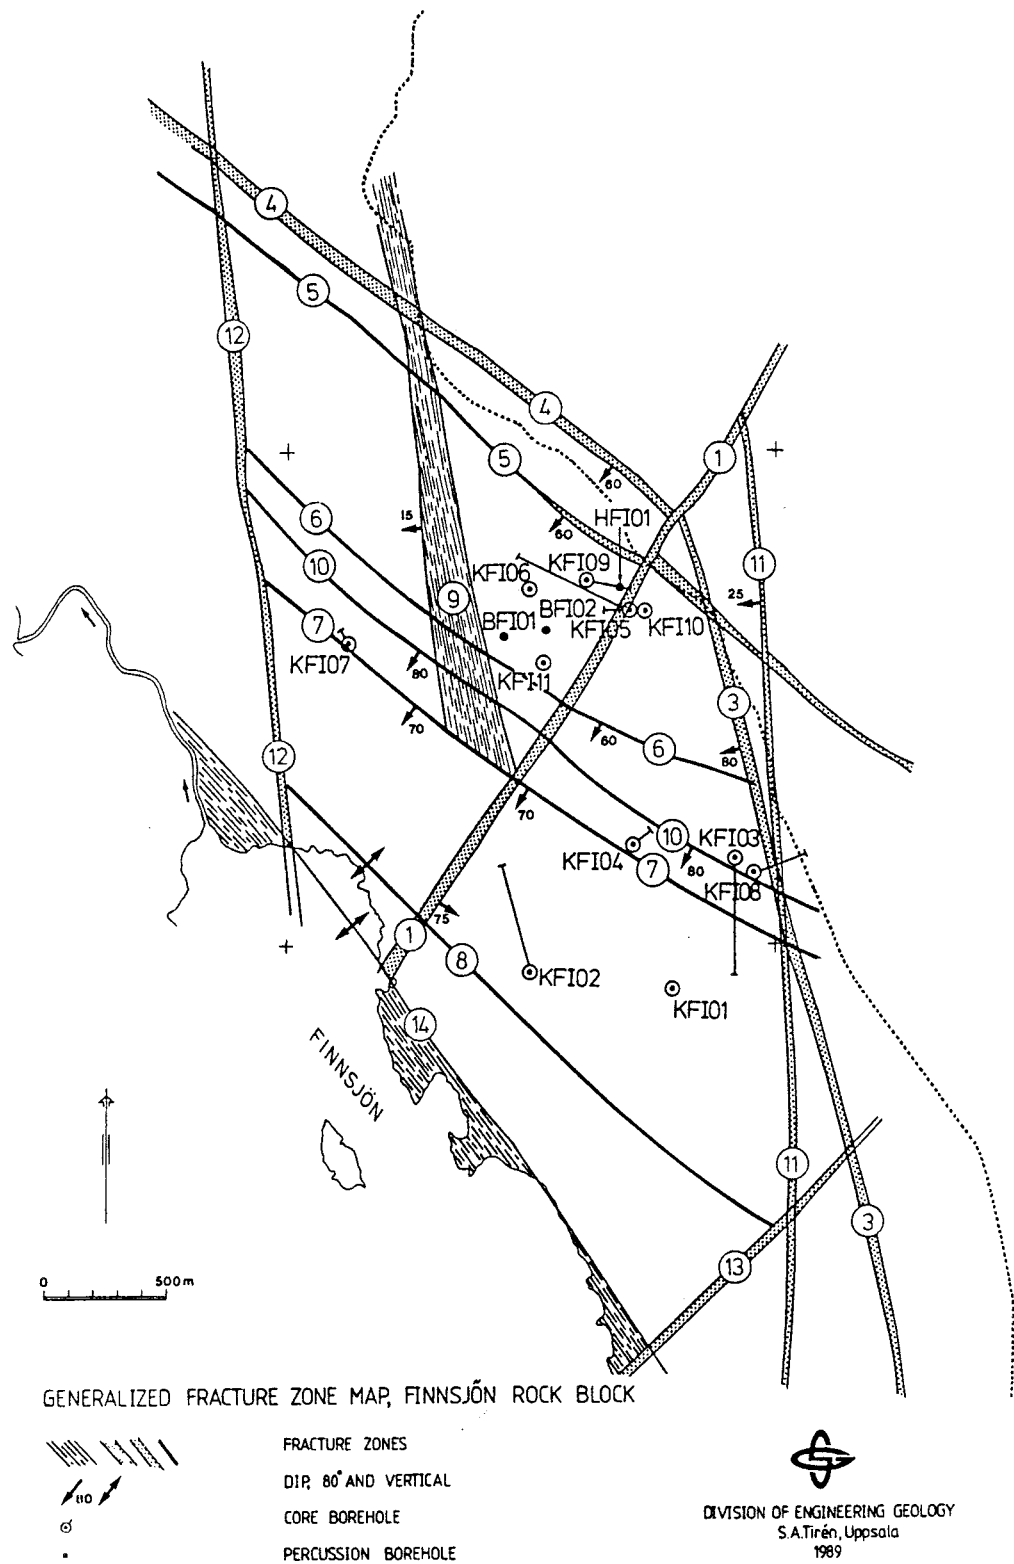 4
5
12
4
5
1
60
HFI01
6
15
60
11
10
KFI09
KFI06
9
25
7
BFI02
BFI01
KFI05
KFI10
KFI07
80
KFI11
3
70
60
6
12
80
70
10
KFI03
KFI04
7
80
KFI08
75
1
8
KFI02
KFI01
14
FINNSJÖN
11
3
13
0 500 m
GENERALIZED FRACTURE ZONE MAP, FINNSJÖN ROCK BLOCK
FRACTURE ZONES
80 DIP, 80° AND VERTICAL
CORE BOREHOLE
PERCUSSION BOREHOLE
DIVISION OF ENGINEERING GEOLOGY
S.A.Tirén, Uppsala
1989